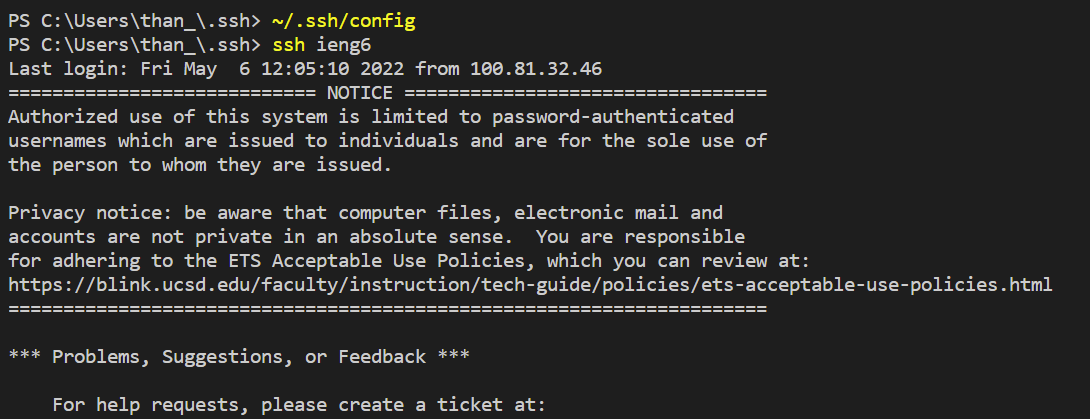 PS C:\Users\than_\.ssh> ~/.ssh/config
PS C:\Users\than_\.ssh> ssh ieng6
Last login: Fri May  6 12:05:10 2022 from 100.81.32.46
============================ NOTICE =================================
Authorized use of this system is limited to password-authenticated
usernames which are issued to individuals and are for the sole use of
the person to whom they are issued.

Privacy notice: be aware that computer files, electronic mail and
accounts are not private in an absolute sense.  You are responsible
for adhering to the ETS Acceptable Use Policies, which you can review at:
https://blink.ucsd.edu/faculty/instruction/tech-guide/policies/ets-acceptable-use-policies.html
=====================================================================

*** Problems, Suggestions, or Feedback ***

    For help requests, please create a ticket at: